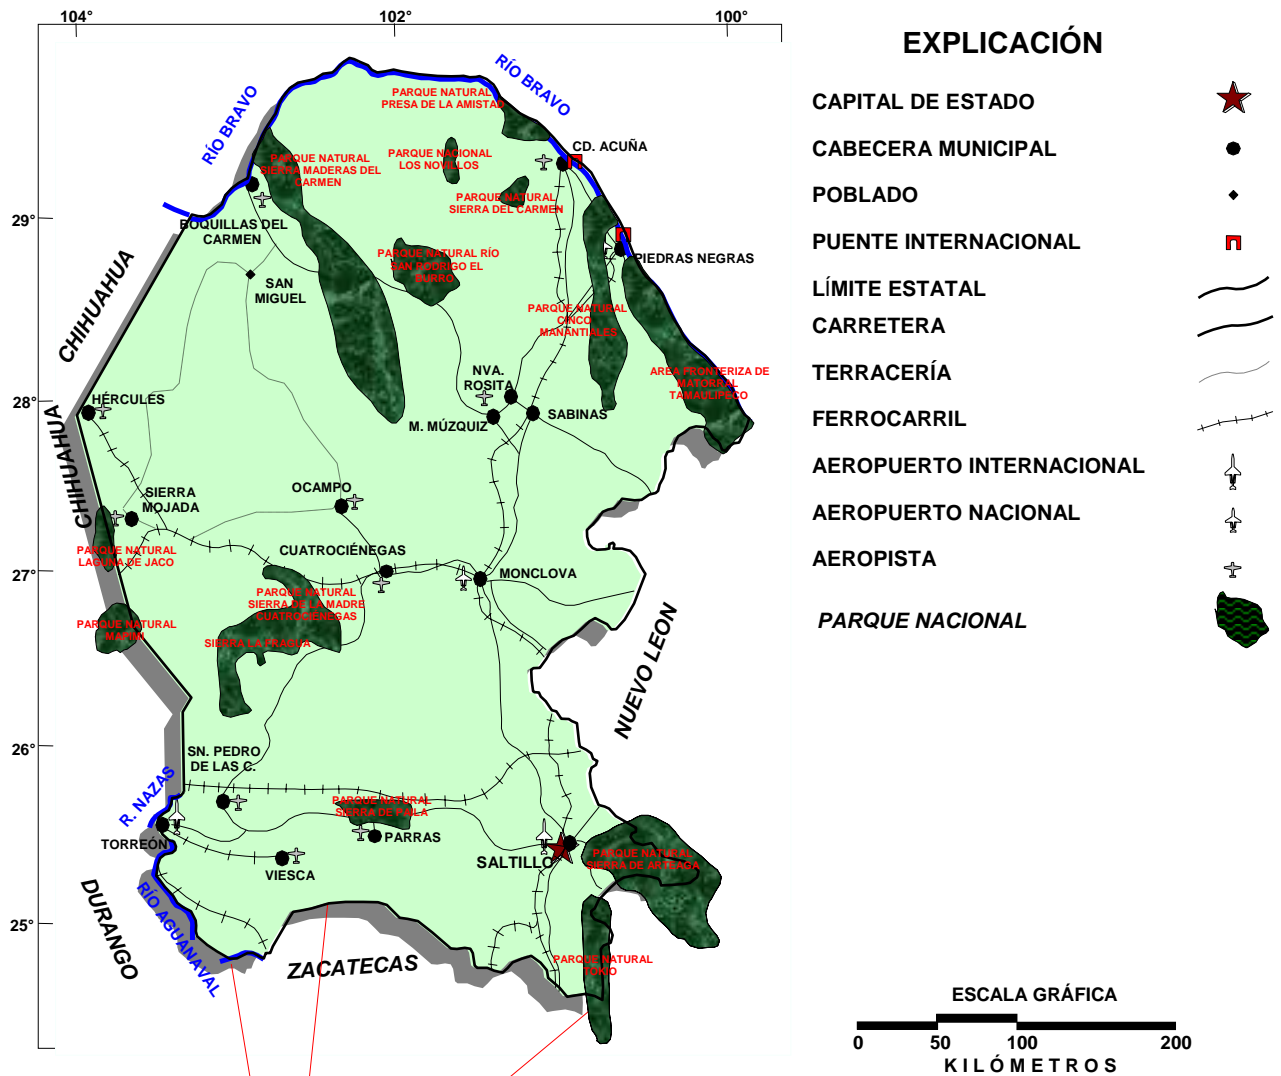 104°
102°
100°
29°
28°
27°
26°
25°
RÍO BRAVO
RÍO BRAVO
PARQUE NATURAL
PRESA DE LA AMISTAD
CD. ACUÑA
PARQUE NATURAL
SIERRA MADERAS DEL
CARMEN
PARQUE NACIONAL
LOS NOVILLOS
PARQUE NATURAL
SIERRA DEL CARMEN
BOQUILLAS DEL
CARMEN
PARQUE NATURAL RÍO
SAN RODRIGO EL
BURRO
PIEDRAS NEGRAS
SAN
MIGUEL
CHIHUAHUA
PARQUE NATURAL
CINCO
MANANTIALES
NVA.
ROSITA
AREA FRONTERIZA DE
MATORRAL
TAMAULIPECO
HÉRCULES
SABINAS
M. MÚZQUIZ
CHIHUAHUA
SIERRA
MOJADA
OCAMPO
CUATROCIÉNEGAS
PARQUE NATURAL
LAGUNA DE JACO
MONCLOVA
PARQUE NATURAL
SIERRA DE LA MADRE
CUATROCIÉNEGAS
PARQUE NATURAL
MAPIMI
SIERRA LA FRAGUA
NUEVO LEON
SN. PEDRO
DE LAS C.
R. NAZAS
PARQUE NATURAL
SIERRA DE PAILA
TORREÓN
PARRAS
VIESCA
SALTILLO
PARQUE NATURAL
SIERRA DE ARTEAGA
DURANGO
RÍO AGUANAVAL
ZACATECAS
PARQUE NATURAL
TOKIO
EXPLICACIÓN
CAPITAL DE ESTADO
CABECERA MUNICIPAL
POBLADO
PUENTE INTERNACIONAL
LÍMITE ESTATAL
CARRETERA
TERRACERÍA
FERROCARRIL
AEROPUERTO INTERNACIONAL
AEROPUERTO NACIONAL
AEROPISTA
PARQUE NACIONAL
ESCALA GRÁFICA
0 50 100 200
KILÓMETROS